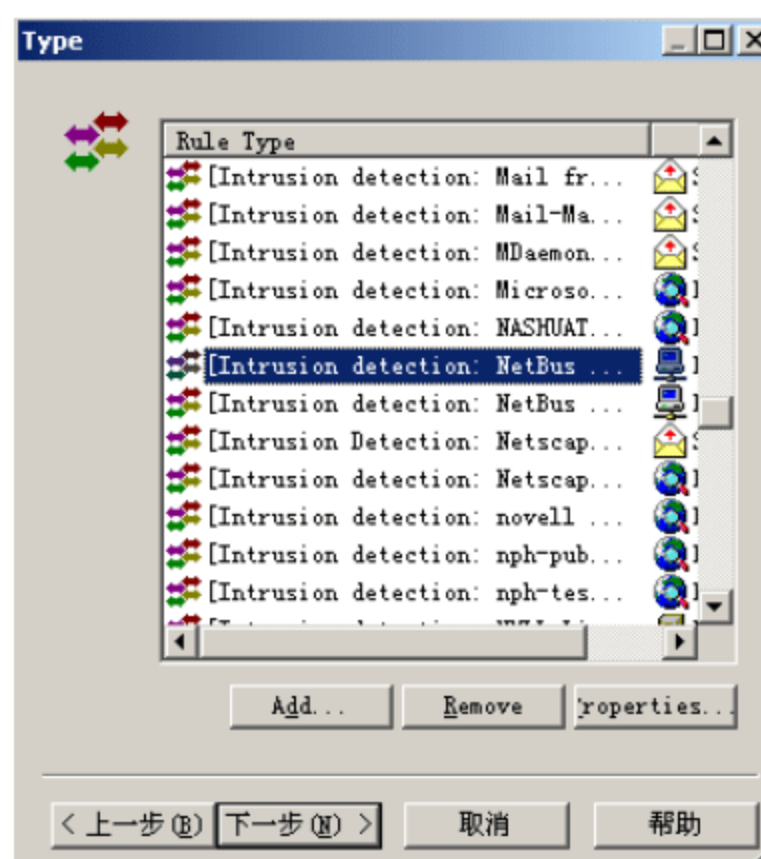 Type
Rule Type
[Intrusion detection: Mail fr...
[Intrusion detection: Mail-Ma...
[Intrusion detection: MDaemon...
[Intrusion detection: Microso...
[Intrusion detection: NASHUAT...
[Intrusion detection: NetBus ...
[Intrusion detection: NetBus ...
[Intrusion Detection: Netscap...
[Intrusion detection: Netscap...
[Intrusion detection: novell ...
[Intrusion detection: nph-pub...
[Intrusion detection: nph-tes...
Add... Remove roperties...
< 上一步(B) 下一步(N) > 取消 帮助